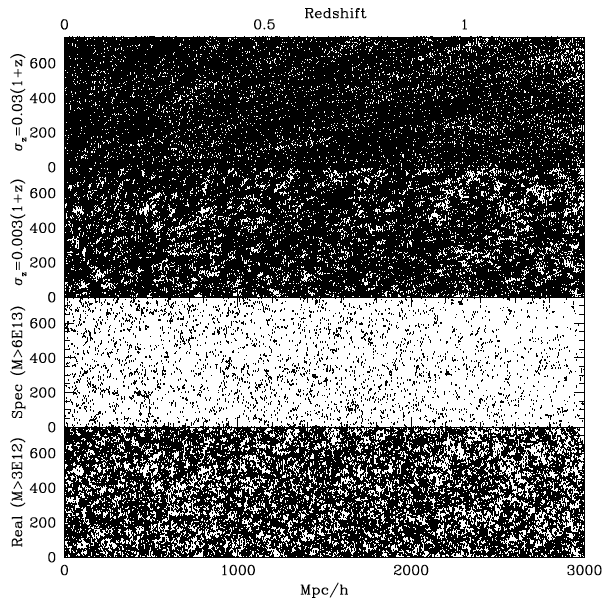 Redshift
0 0.5 1
σz=0.03(1+z)
600
400
200
0
σz=0.003(1+z)
600
400
200
0
Spec (M>6E13)
600
400
200
0
Real (M>3E12)
600
400
200
0
0 1000 2000 3000
Mpc/h